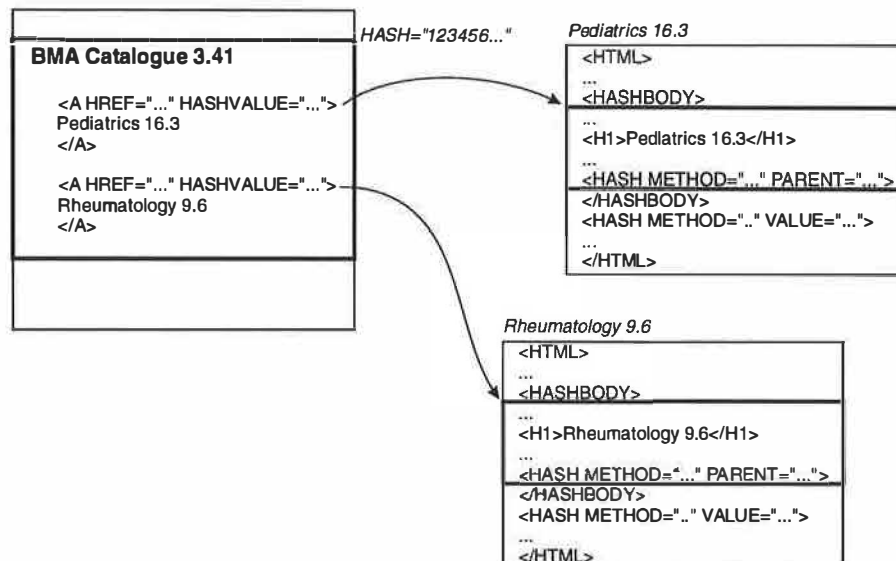 HASH="123456..."
BMA Catalogue 3.41
<A HREF="..." HASHVALUE="...">
Pediatrics 16.3
</A>
<A HREF="..." HASHVALUE="...">
Rheumatology 9.6
</A>
Pediatrics 16.3
<HTML>
...
<HASHBODY>
...
<H1>Pediatrics 16.3</H1>
...
<HASH METHOD="..." PARENT="...">
</HASHBODY>
<HASH METHOD=".." VALUE="...">
...
</HTML>
Rheumatology 9.6
<HTML>
...
<HASHBODY>
...
<H1>Rheumatology 9.6</H1>
...
<HASH METHOD="..." PARENT="...">
</HASHBODY>
<HASH METHOD=".." VALUE="...">
...
</HTML>